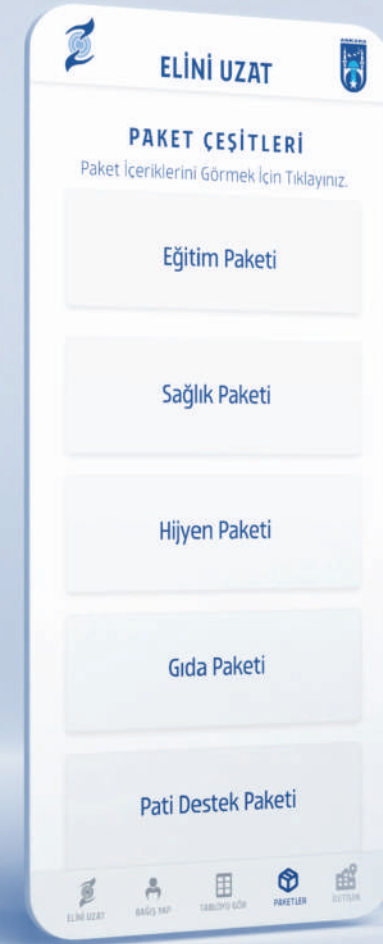 ANKARA
ELİNİ UZAT
PAKET ÇEŞİTLERİ
Paket İçeriklerini Görmek İçin Tıklayınız.
Eğitim Paketi
Sağlık Paketi
Hijyen Paketi
Gıda Paketi
Pati Destek Paketi
ELİNİ UZAT
BAĞIŞ YAP
TABLOYU GÖR
PAKETLER
İLETİŞİM